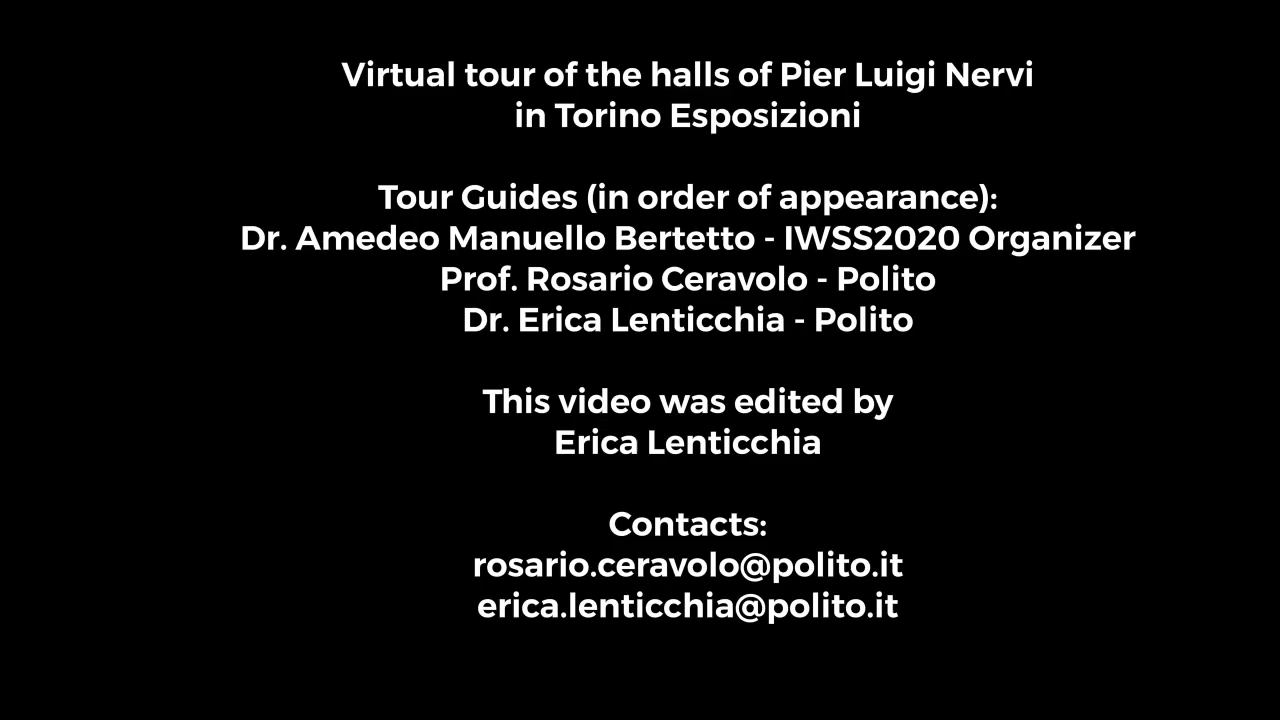 Virtual tour of the halls of Pier Luigi Nervi
in Torino Esposizioni
Tour Guides (in order of appearance):
Dr. Amedeo Manuello Bertetto - IWSS2020 Organizer
Prof. Rosario Ceravolo - Polito
Dr. Erica Lenticchia - Polito
This video was edited by
Erica Lenticchia
Contacts:
rosario.ceravolo@polito.it
erica.lenticchia@polito.it